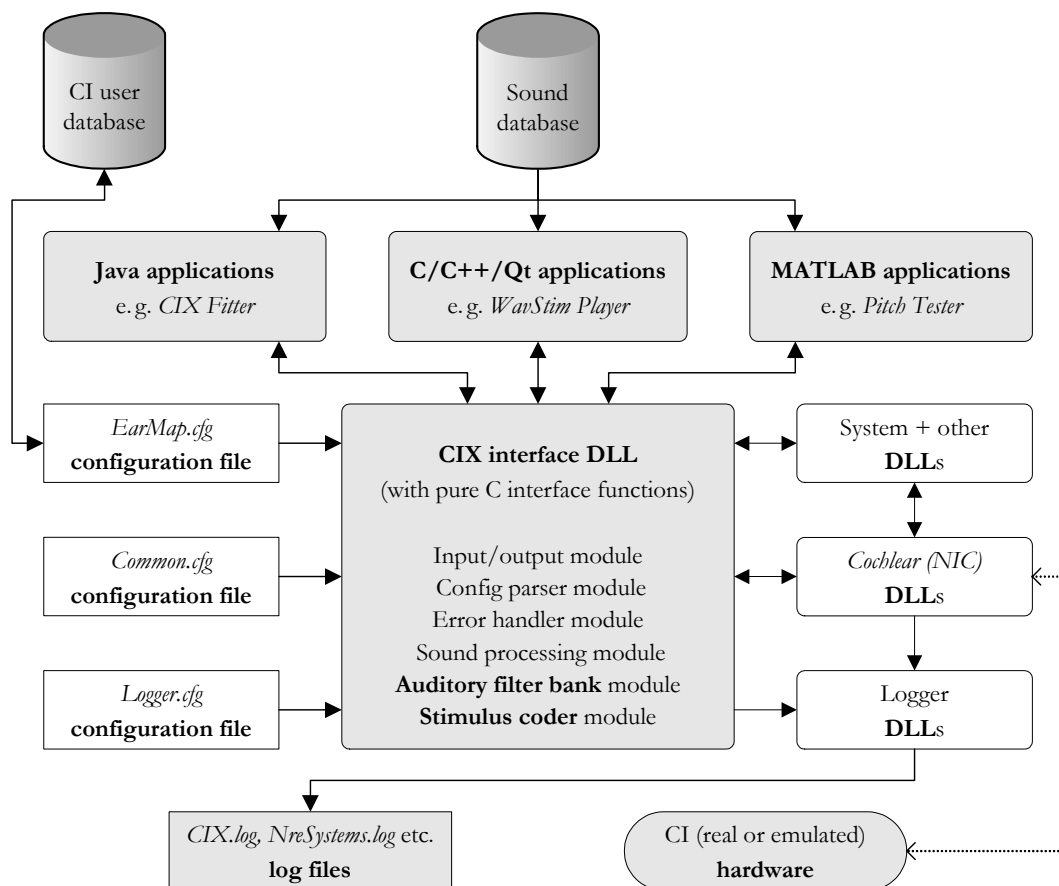 CI user
database
Sound
database
Java applications
e. g. CIX Fitter
C/C++/Qt applications
e. g. WavStim Player
MATLAB applications
e. g. Pitch Tester
EarMap.cfg
configuration file
Common.cfg
configuration file
Logger.cfg
configuration file
CIX interface DLL
(with pure C interface functions)
Input/output module
Config parser module
Error handler module
Sound processing module
Auditory filter bank module
Stimulus coder module
System + other
DLLs
Cochlear (NIC)
DLLs
Logger
DLLs
CIX.log, NreSystems.log etc.
log files
CI (real or emulated)
hardware